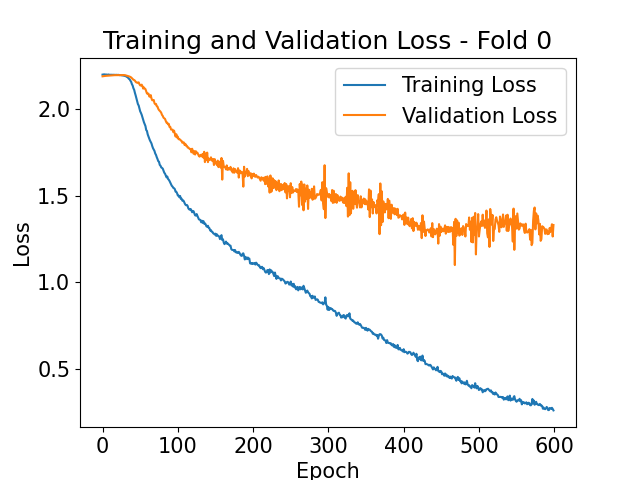 Training and Validation Loss - Fold 0
Training Loss
Validation Loss
2.0
1.5
1.0
0.5
Loss
0 100 200 300 400 500 600
Epoch